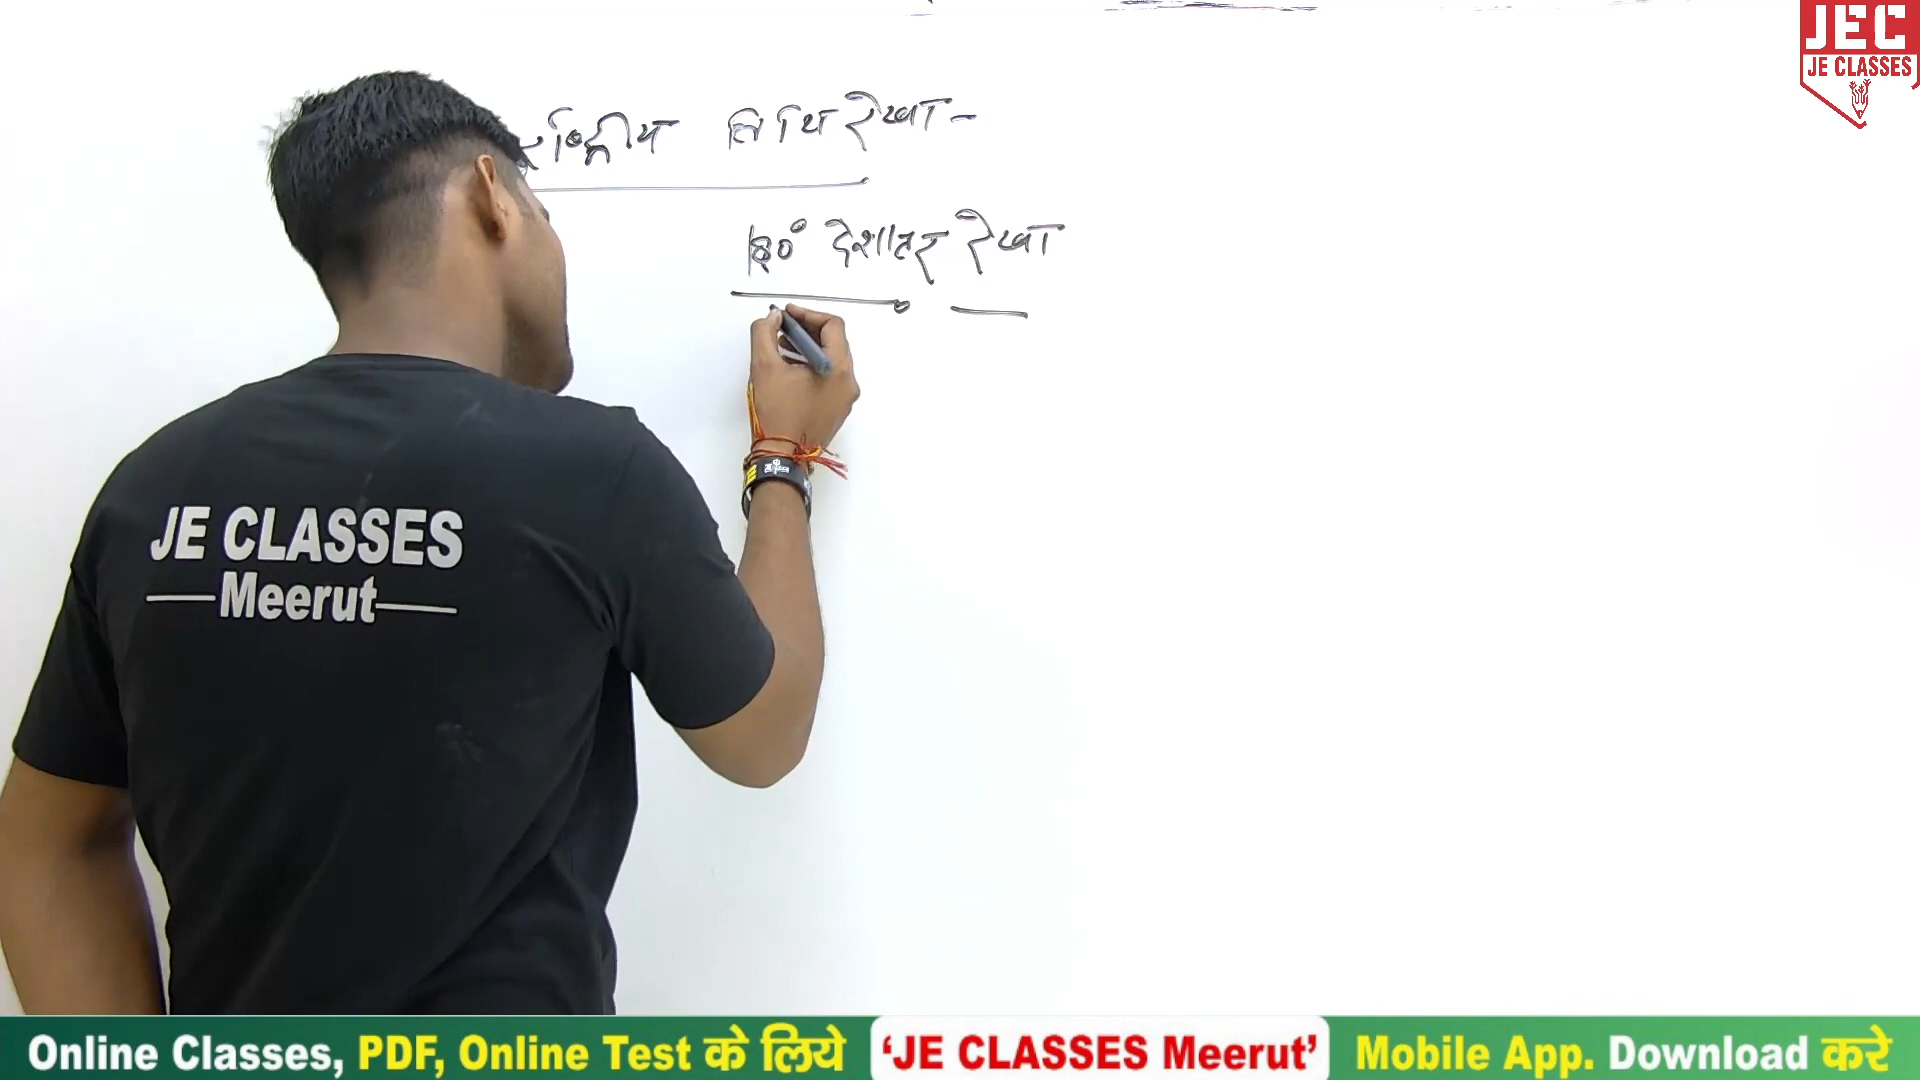 JEC
JE CLASSES
तिथि रेखा -
180° देशान्तर रेखा
JE CLASSES
Meerut
Online Classes, PDF, Online Test के लिये 'JE CLASSES Meerut' Mobile App. Download करे